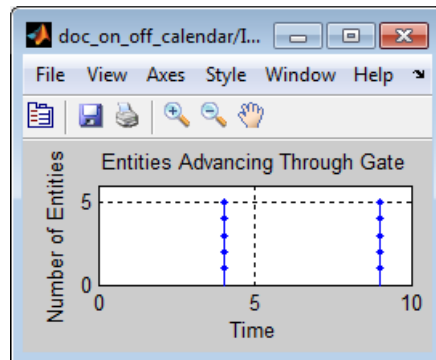 doc_on_off_calendar/I...
File View Axes Style Window Help
Entities Advancing Through Gate
Number of Entities
5
0
0 5 10
Time